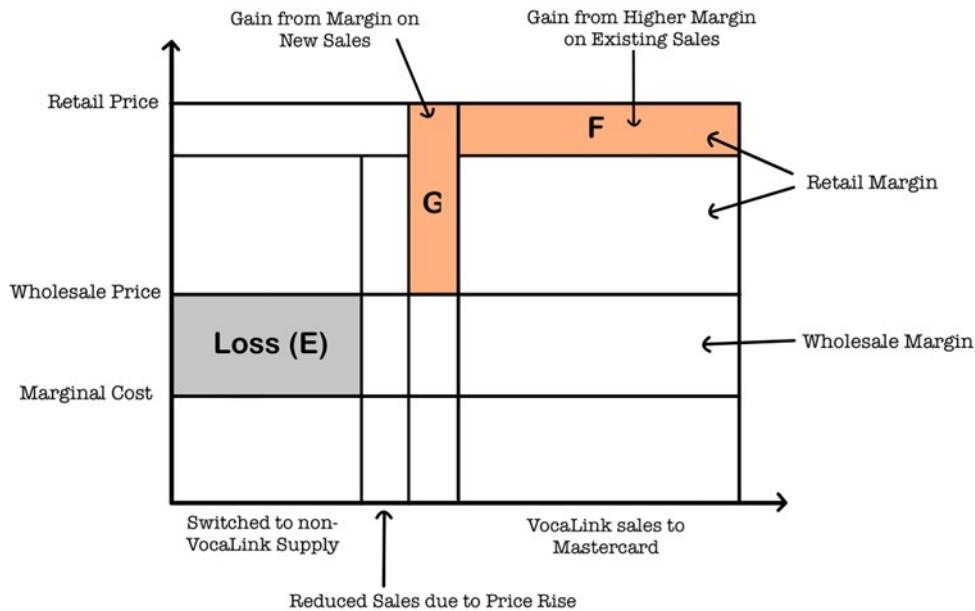 Gain from Margin on
New Sales
Gain from Higher Margin
on Existing Sales
Retail Price
F
Retail Margin
G
Wholesale Price
Loss (E)
Wholesale Margin
Marginal Cost
Switched to non-
VocaLink Supply
VocaLink sales to
Mastercard
Reduced Sales due to Price Rise